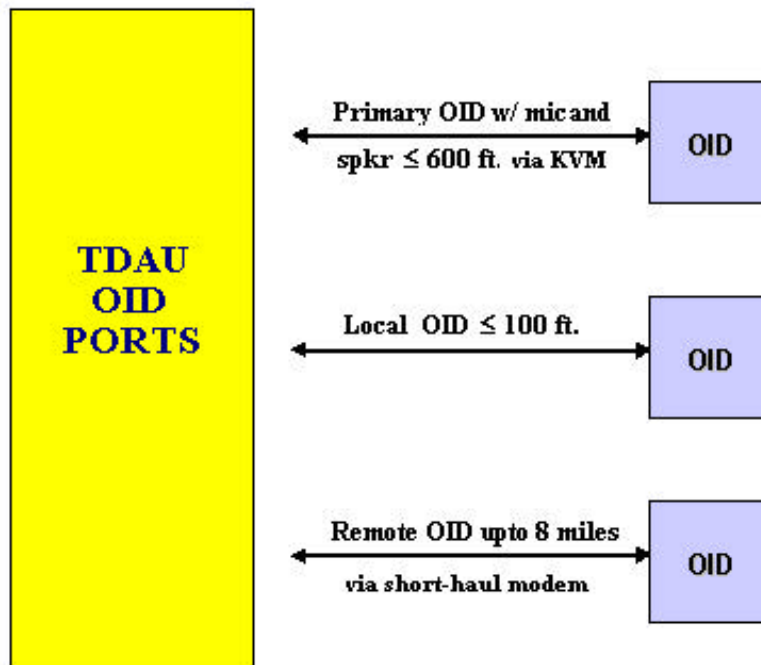 TDAU
OID
PORTS
Primary OID w/ mic and
spkr ≤ 600 ft. via KVM
OID
Local OID ≤ 100 ft.
OID
Remote OID upto 8 miles
via short-haul modem
OID